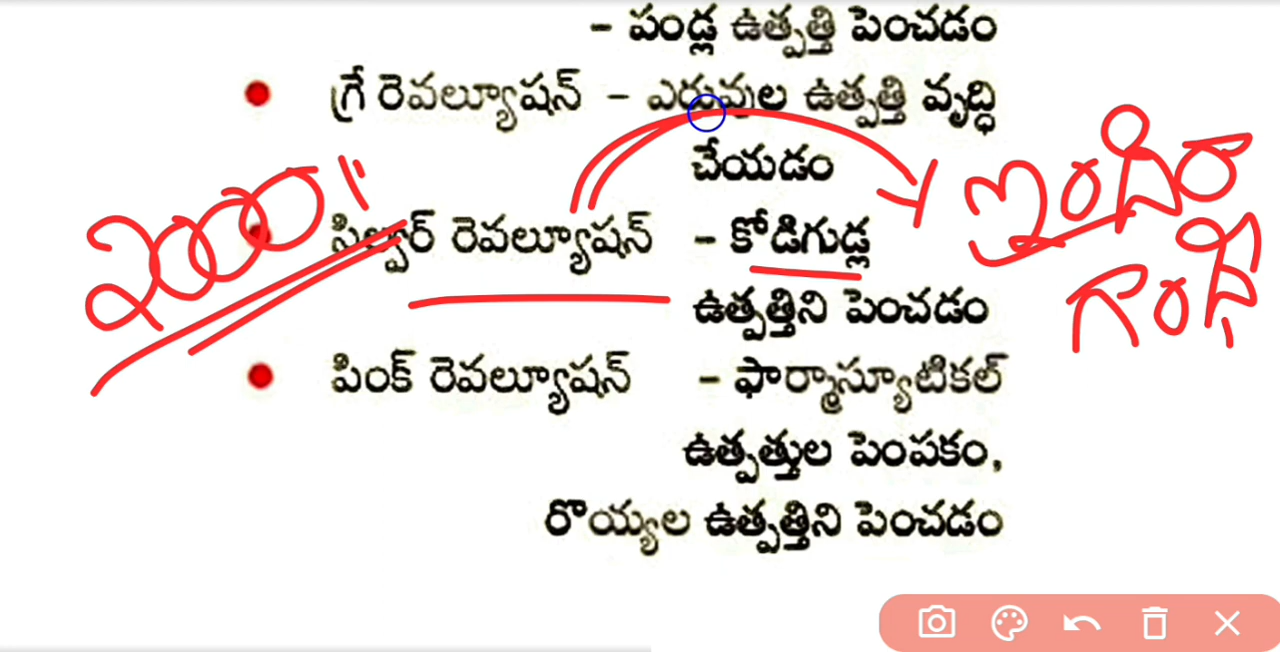 - పండ్ల ఉత్పత్తి పెంచడం
గ్రే రెవల్యూషన్ - ఎరువుల ఉత్పత్తి వృద్ధి
చేయడం
2000
సిల్వర్ రెవల్యూషన్ - కోడిగుడ్ల
ఇందిరా
గాంధీ
ఉత్పత్తిని పెంచడం
పింక్ రెవల్యూషన్ - ఫార్మాస్యూటికల్
ఉత్పత్తుల పెంపకం,
రొయ్యల ఉత్పత్తిని పెంచడం